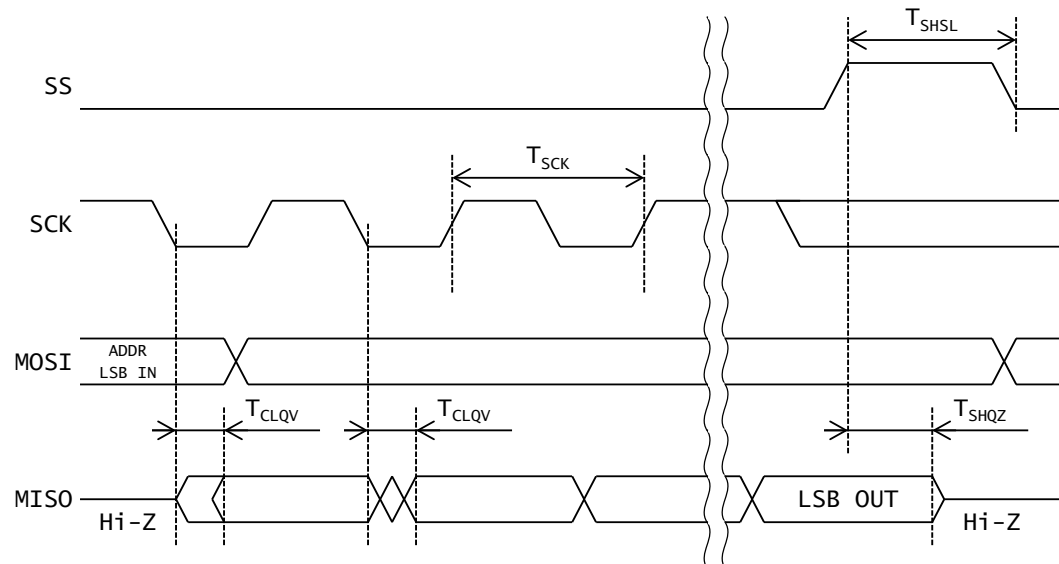 T_SHSL
SS
T_SCK
SCK
MOSI
ADDR
LSB IN
T_CLQV
T_CLQV
T_SHQZ
MISO
LSB OUT
Hi-Z
Hi-Z